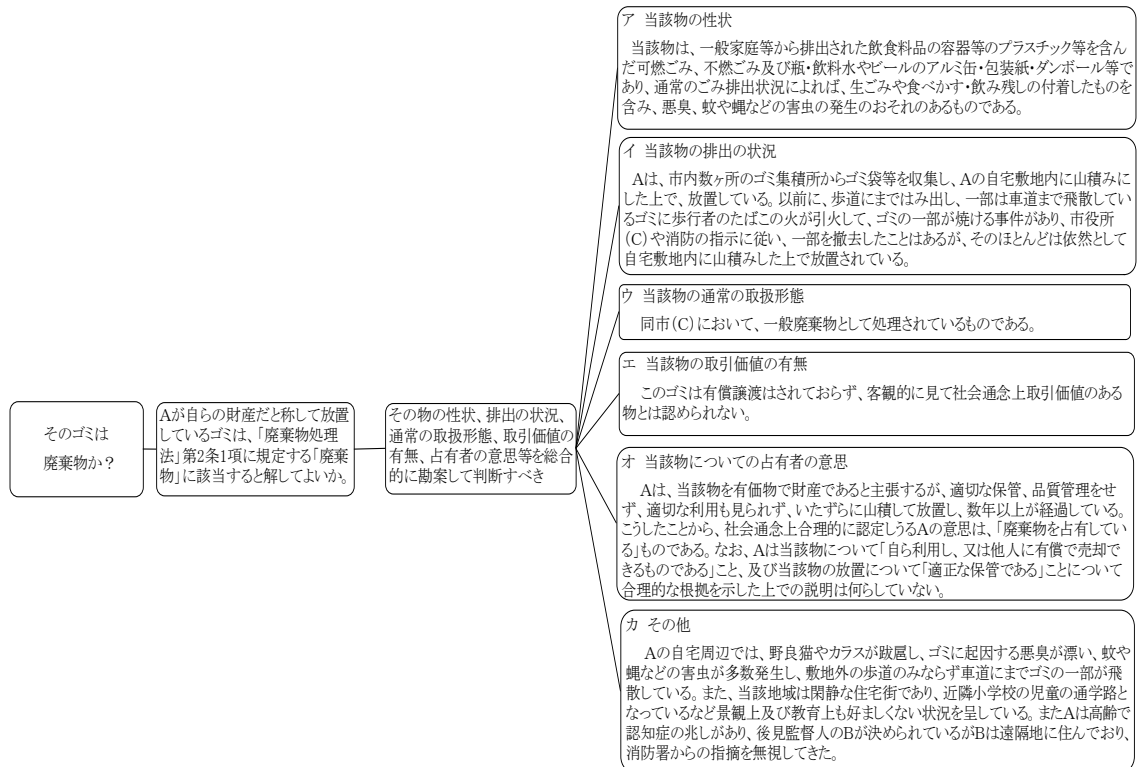 そのゴミは
廃棄物か？
Aが自らの財産だと称して放置
しているゴミは、「廃棄物処理
法」第2条1項に規定する「廃棄
物」に該当すると解してよいか。
その物の性状、排出の状況、
通常の取扱形態、取引価値の
有無、占有者の意思等を総合
的に勘案して判断すべき
ア 当該物の性状
当該物は、一般家庭等から排出された飲食料品の容器等のプラスチック等を含ん
だ可燃ごみ、不燃ごみ及び瓶・飲料水やビールのアルミ缶・包装紙・ダンボール等で
あり、通常のごみ排出状況によれば、生ごみや食べかす・飲み残しの付着したものを
含み、悪臭、蚊や蝿などの害虫の発生のおそれのあるものである。
イ 当該物の排出の状況
Aは、市内数ヶ所のゴミ集積所からゴミ袋等を収集し、Aの自宅敷地内に山積みに
した上で、放置している。以前に、歩道にまではみ出し、一部は車道まで飛散してい
るゴミに歩行者のたばこの火が引火して、ゴミの一部が焼ける事件があり、市役所
(C)や消防の指示に従い、一部を撤去したことはあるが、そのほとんどは依然として
自宅敷地内に山積みした上で放置されている。
ウ 当該物の通常の取扱形態
同市(C)において、一般廃棄物として処理されているものである。
エ 当該物の取引価値の有無
このゴミは有償譲渡はされておらず、客観的に見て社会通念上取引価値のある
物とは認められない。
オ 当該物についての占有者の意思
Aは、当該物を有価物で財産であると主張するが、適切な保管、品質管理をせ
ず、適切な利用も見られず、いたずらに山積して放置し、数年以上が経過している。
こうしたことから、社会通念上合理的に認定しうるAの意思は、「廃棄物を占有してい
る」ものである。なお、Aは当該物について「自ら利用し、又は他人に有償で売却で
きるものである」こと、及び当該物の放置について「適正な保管である」ことについて
合理的な根拠を示した上での説明は何らしていない。
カ その他
Aの自宅周辺では、野良猫やカラスが跋扈し、ゴミに起因する悪臭が漂い、蚊や
蝿などの害虫が多数発生し、敷地外の歩道のみならず車道にまでゴミの一部が飛
散している。また、当該地域は閑静な住宅街であり、近隣小学校の児童の通学路と
なっているなど景観上及び教育上も好ましくない状況を呈している。またAは高齢で
認知症の兆しがあり、後見監督人のBが決められているがBは遠隔地に住んでおり、
消防署からの指摘を無視してきた。